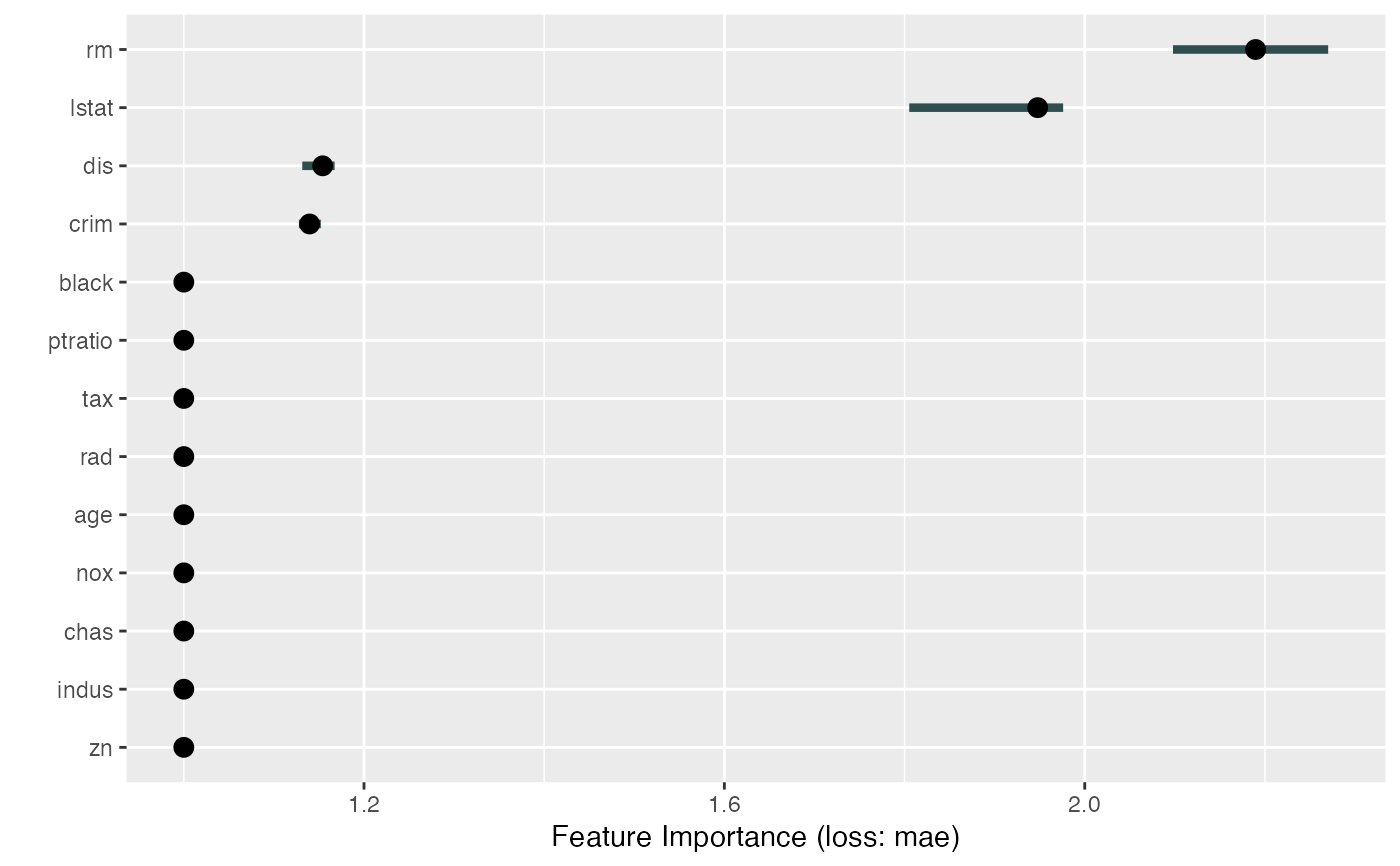 rm
lstat
dis
crim
black
ptratio
tax
rad
age
nox
chas
indus
zn
1.2 1.6 2.0
Feature Importance (loss: mae)